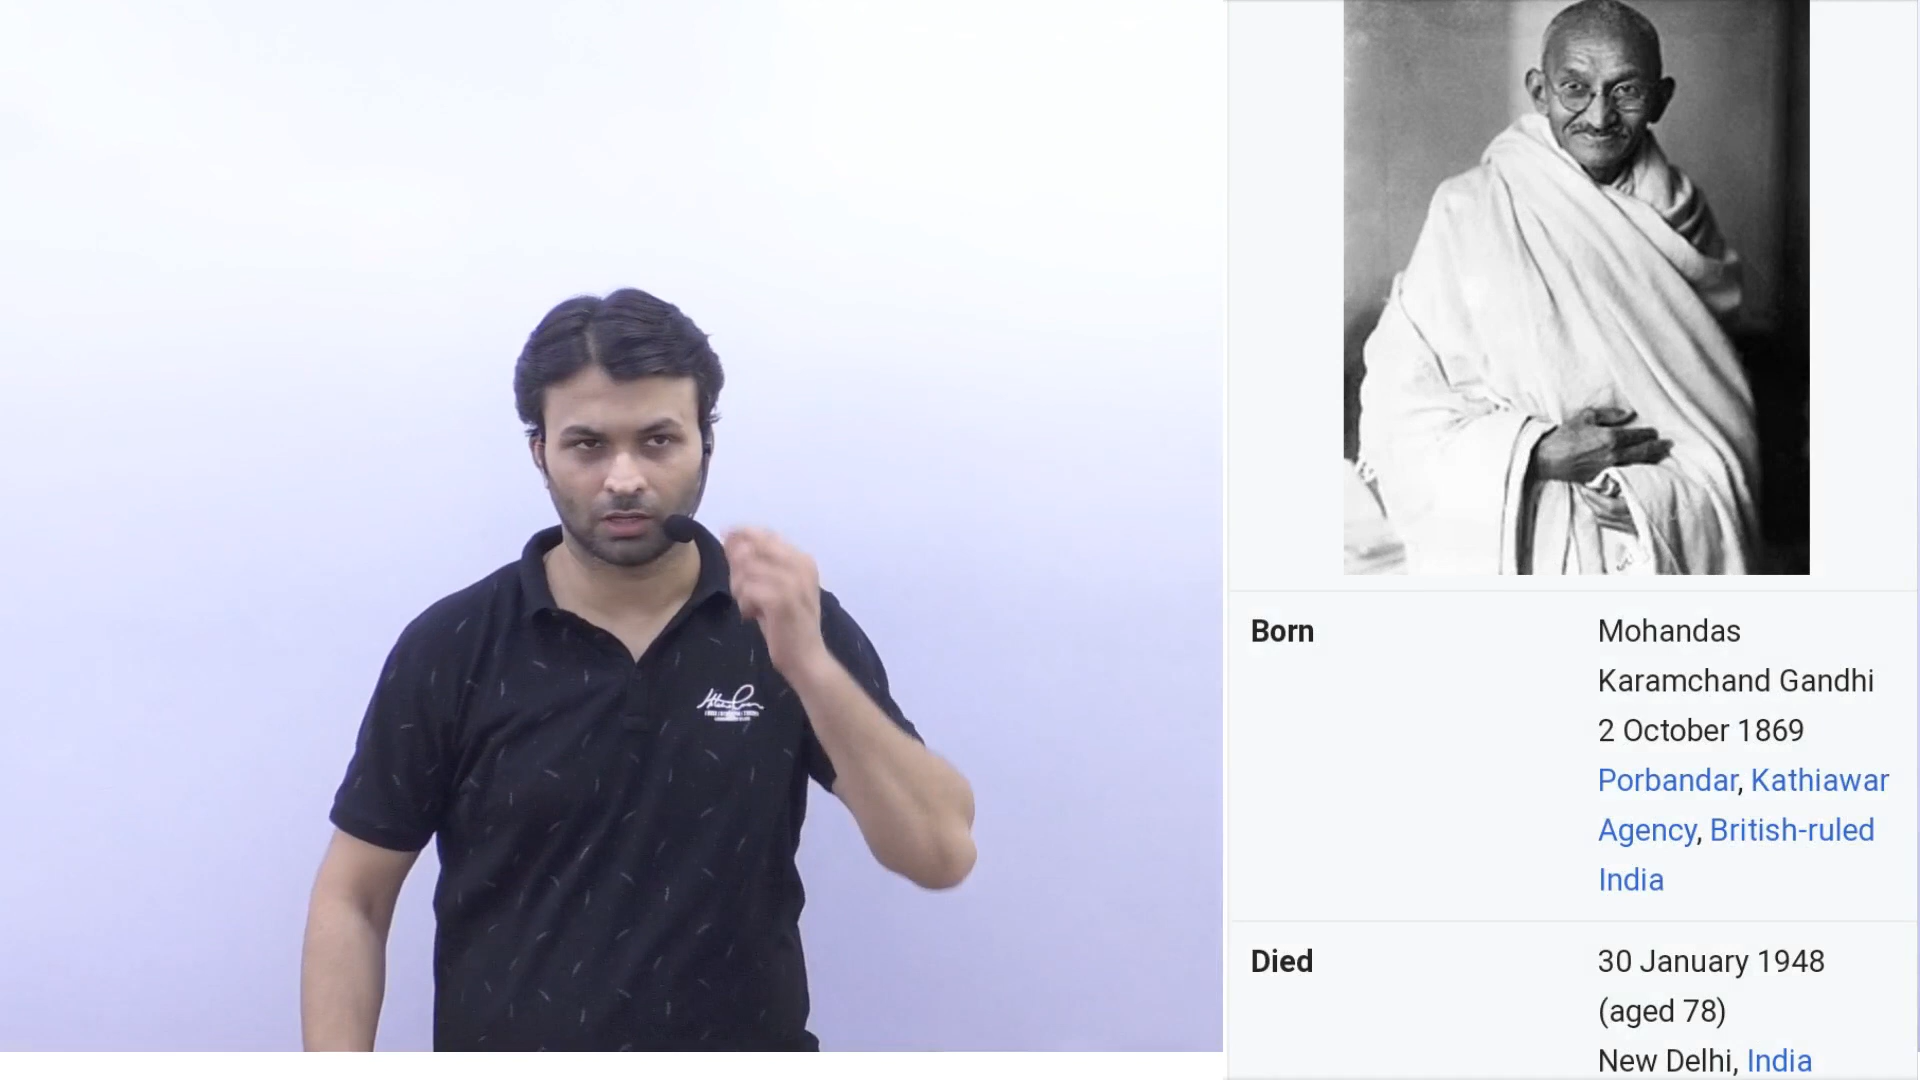 Born
Mohandas
Karamchand Gandhi
2 October 1869
Porbandar, Kathiawar
Agency, British-ruled
India
Died
30 January 1948
(aged 78)
New Delhi, India